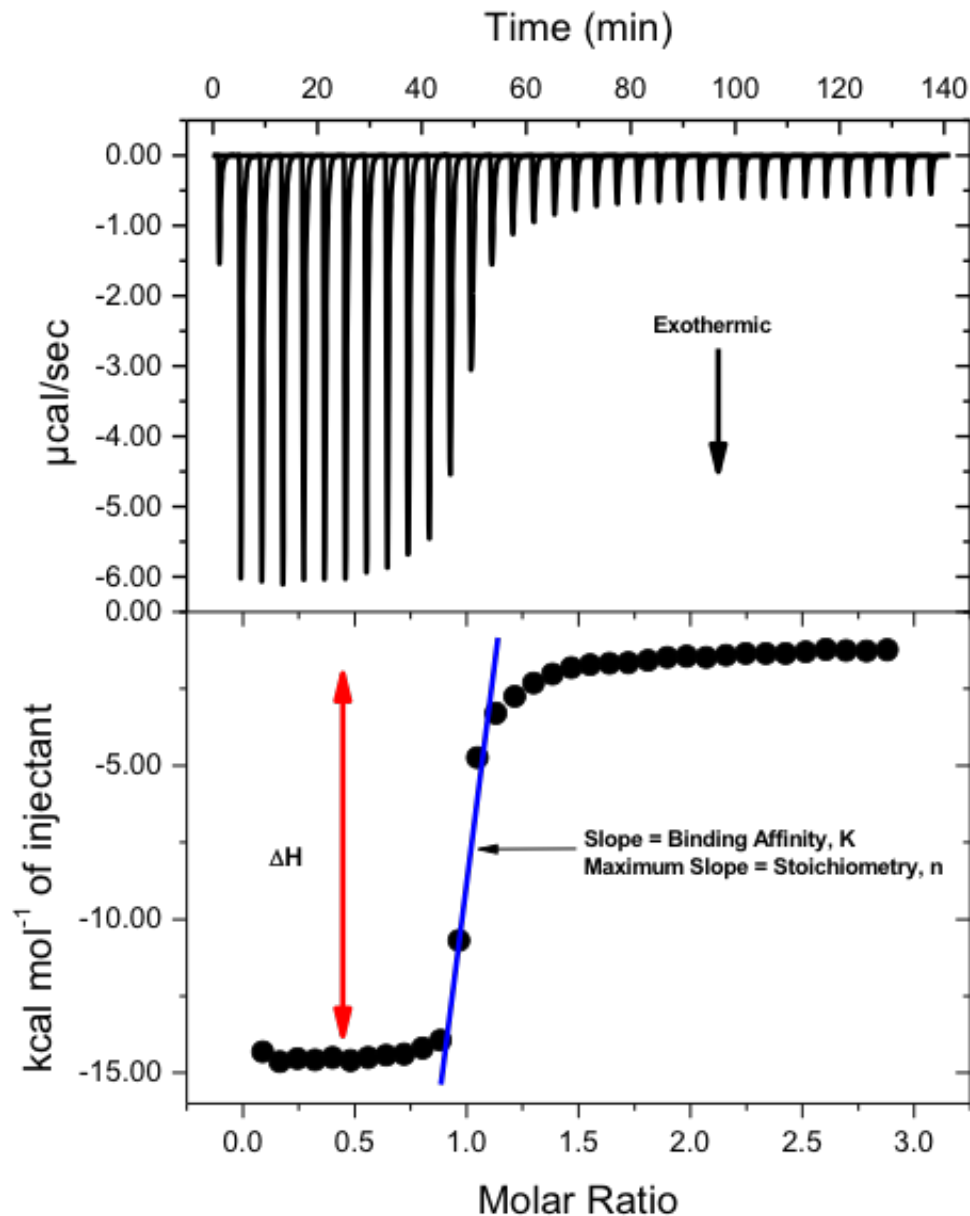 Time (min)
0 20 40 60 80 100 120 140
0.00
-1.00
-2.00
-3.00
-4.00
-5.00
-6.00
µcal/sec
Exothermic
0.00
-5.00
-10.00
-15.00
kcal mol⁻¹ of injectant
ΔH
Slope = Binding Affinity, K
Maximum Slope = Stoichiometry, n
0.0 0.5 1.0 1.5 2.0 2.5 3.0
Molar Ratio